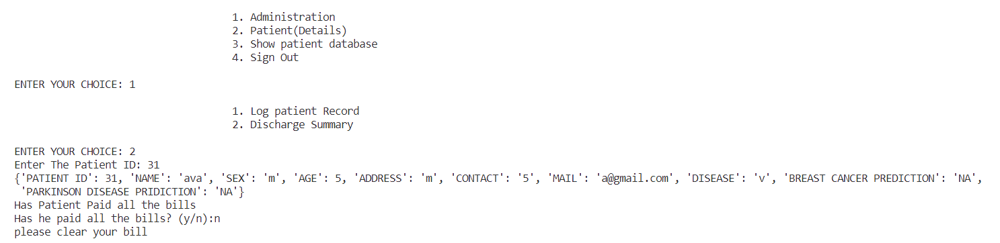 1. Administration
2. Patient(Details)
3. Show patient database
4. Sign Out
ENTER YOUR CHOICE: 1
1. Log patient Record
2. Discharge Summary
ENTER YOUR CHOICE: 2
Enter The Patient ID: 31
{'PATIENT ID': 31, 'NAME': 'ava', 'SEX': 'm', 'AGE': 5, 'ADDRESS': 'm', 'CONTACT': '5', 'MAIL': 'a@gmail.com', 'DISEASE': 'v', 'BREAST CANCER PREDICTION': 'NA',
'PARKINSON DISEASE PRIDICTION': 'NA'}
Has Patient Paid all the bills
Has he paid all the bills? (y/n):n
please clear your bill